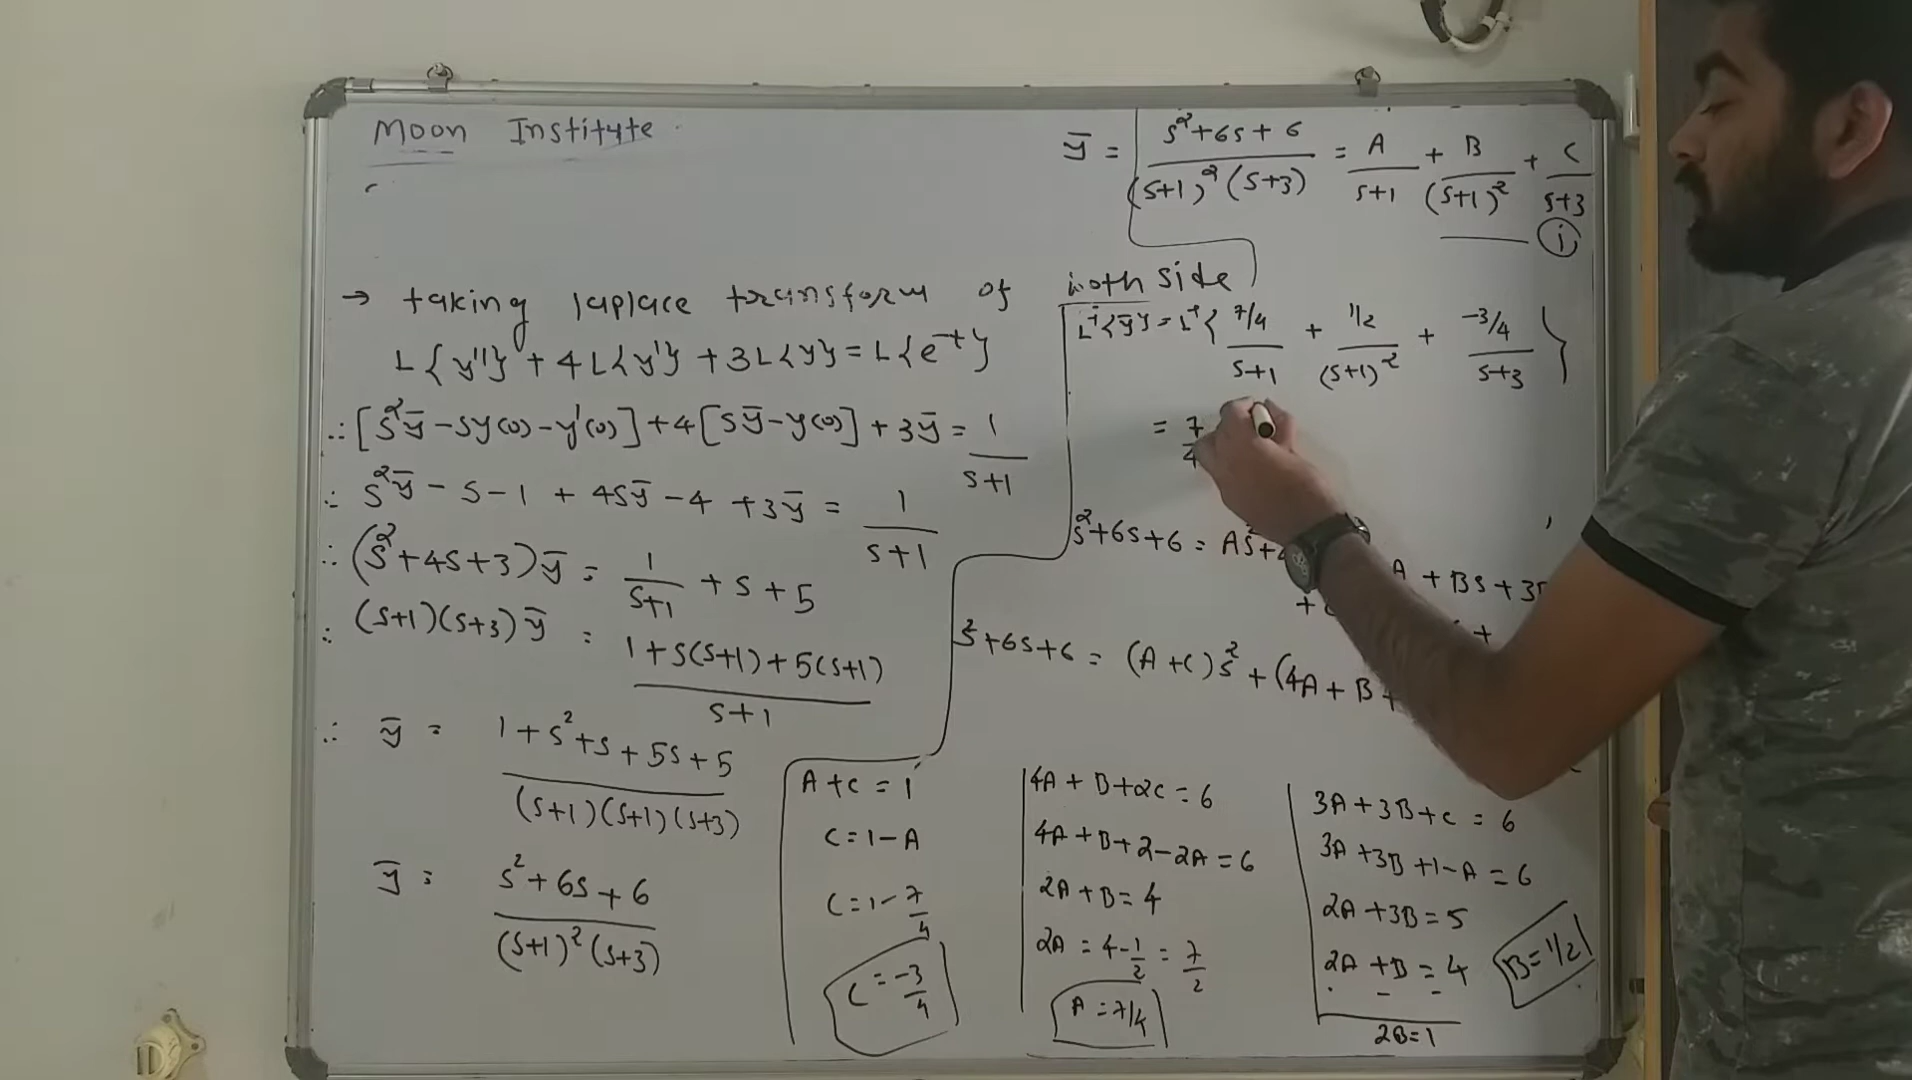 Moon Institute
→ taking laplace transform of both side
L{y''} + 4L{y'} + 3L{y} = L{e^-t}
∴ [s²ȳ - sy(0) - y'(0)] + 4[sȳ - y(0)] + 3ȳ = 1/(s+1)
∴ s²ȳ - s - 1 + 4sȳ - 4 + 3ȳ = 1/(s+1)
∴ (s²+4s+3)ȳ = 1/(s+1) + s + 5
∴ (s+1)(s+3)ȳ = (1+s(s+1)+5(s+1))/(s+1)
∴ ȳ = (1+s²+s+5s+5)/((s+1)(s+1)(s+3))
ȳ = (s²+6s+6)/((s+1)²(s+3))
ȳ = (s²+6s+6)/((s+1)²(s+3)) = A/(s+1) + B/(s+1)² + C/(s+3)
(i)
L⁻¹{ȳ} = L⁻¹{ (7/4)/(s+1) + (1/2)/(s+1)² + (-3/4)/(s+3) }
= 7/4
s²+6s+6 = As²+4
A + Bs + 3
s²+6s+6 = (A+C)s² + (4A + B +
A+C = 1
C = 1-A
C = 1 - 7/4
C = -3/4
4A + B + 2C = 6
4A + B + 2 - 2A = 6
2A + B = 4
2A = 4 - 1/2 = 7/2
A = 7/4
3A + 3B + C = 6
3A + 3B + 1 - A = 6
2A + 3B = 5
2A + B = 4
- -
2B = 1
B = 1/2